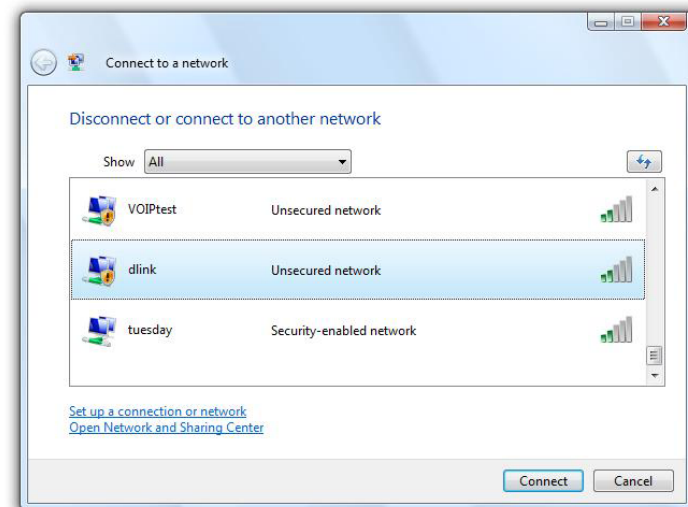 Connect to a network
Disconnect or connect to another network
Show All
VOIPtest Unsecured network
dlink Unsecured network
tuesday Security-enabled network
Set up a connection or network
Open Network and Sharing Center
Connect Cancel